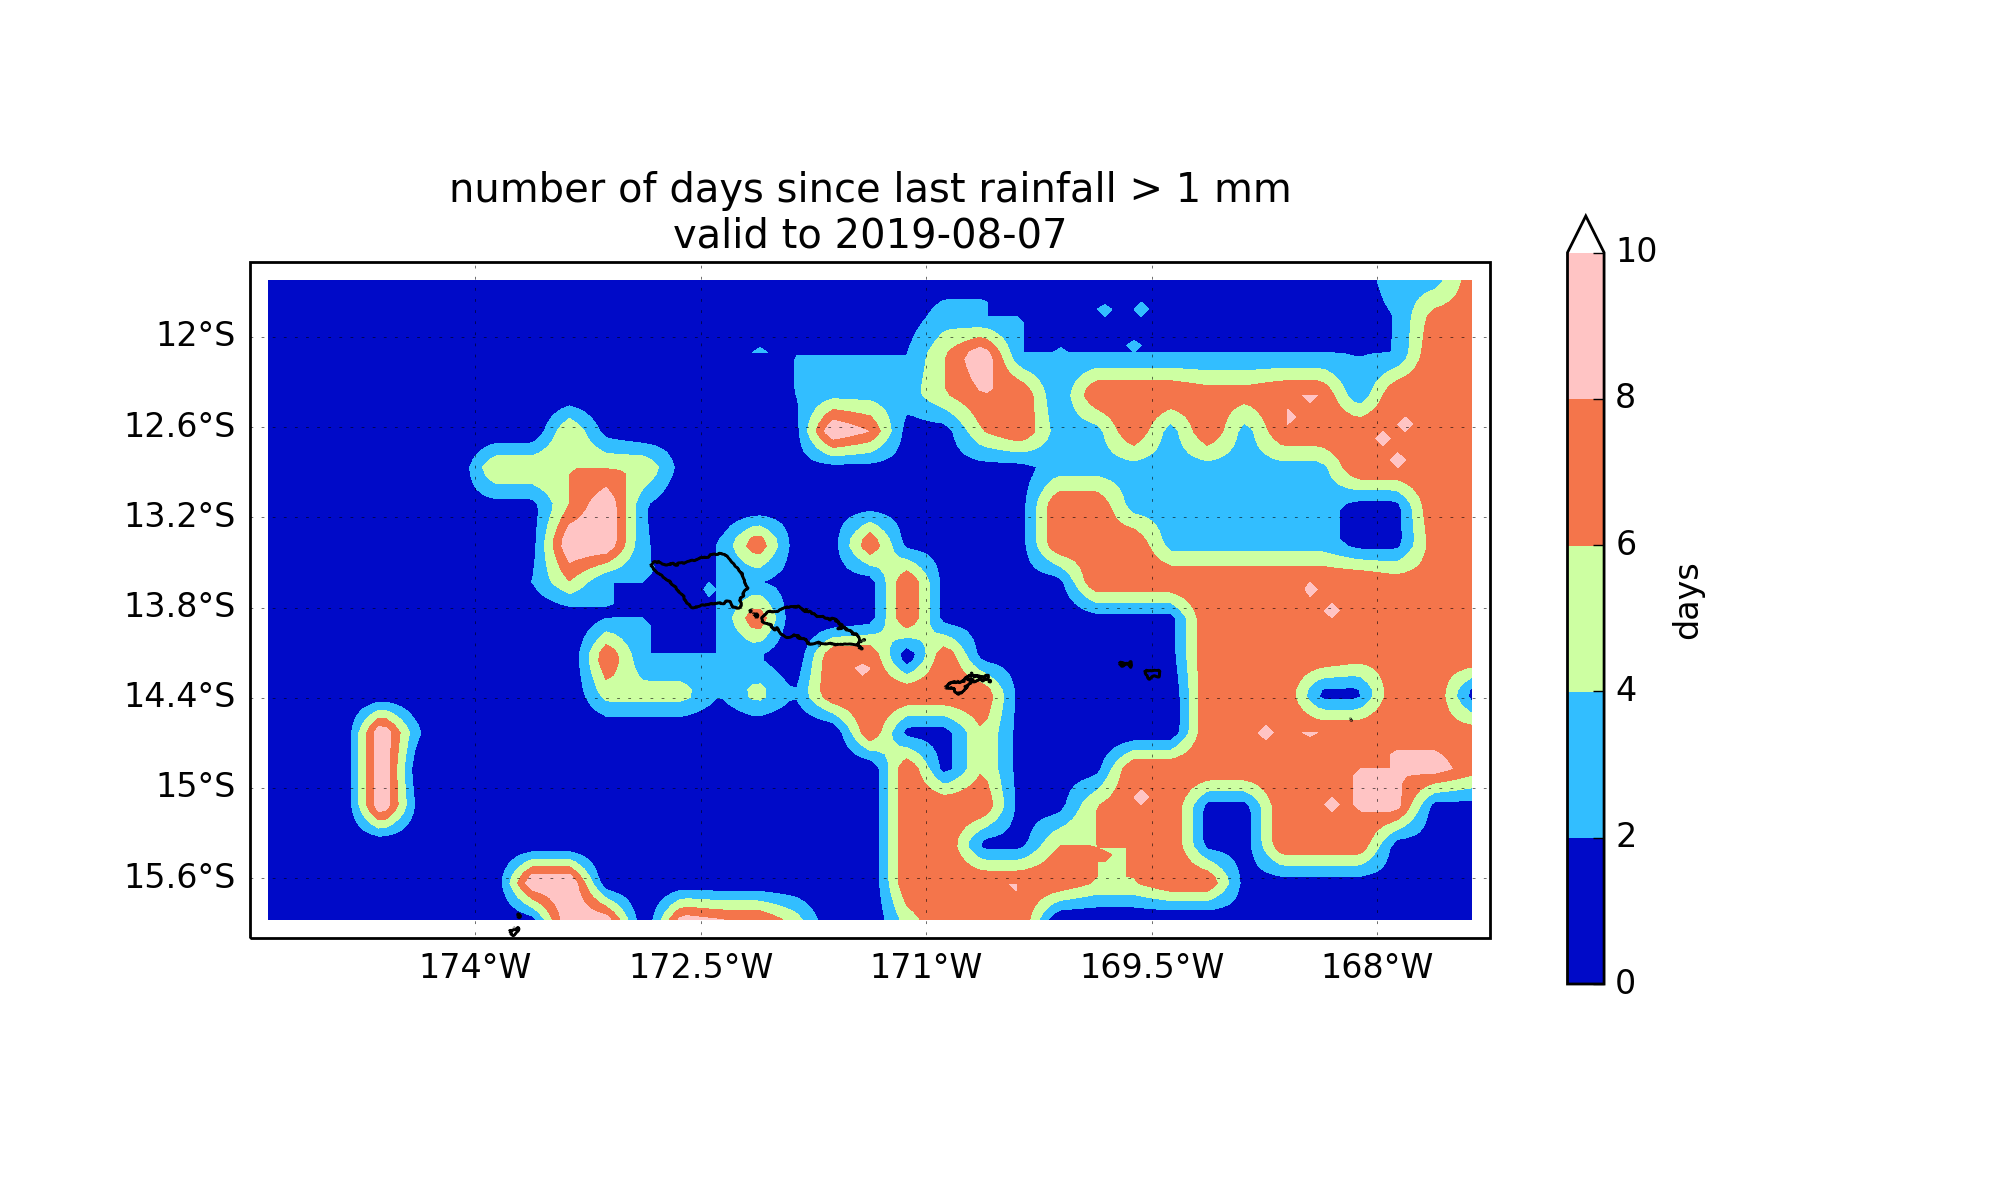 number of days since last rainfall > 1 mm
valid to 2019-08-07
12°S
12.6°S
13.2°S
13.8°S
14.4°S
15°S
15.6°S
174°W 172.5°W 171°W 169.5°W 168°W
10
8
6
4
2
0
days